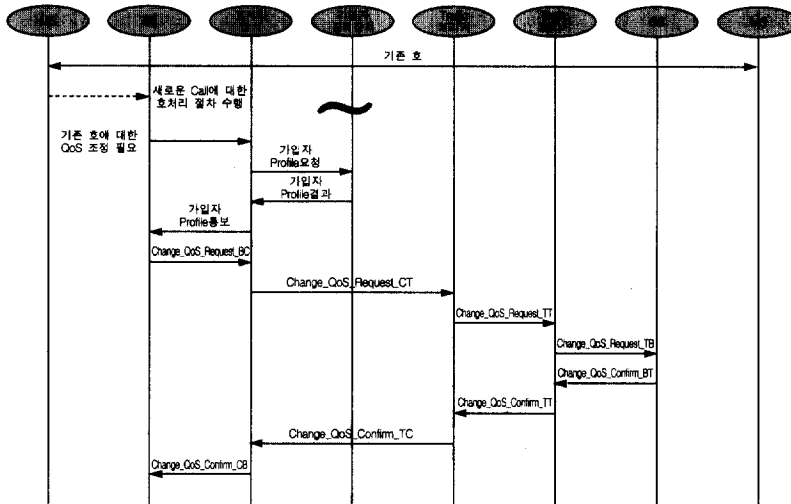 기존 호
새로운 Call에 대한
호처리 절차 수행
기존 호에 대한
QoS 조정 필요
가입자
Profile요청
가입자
Profile결과
가입자
Profile통보
Change_QoS_Request_BC
Change_QoS_Request_CT
Change_QoS_Request_TT
Change_QoS_Request_TB
Change_QoS_Confirm_BT
Change_QoS_Confirm_TT
Change_QoS_Confirm_TC
Change_QoS_Confirm_CB